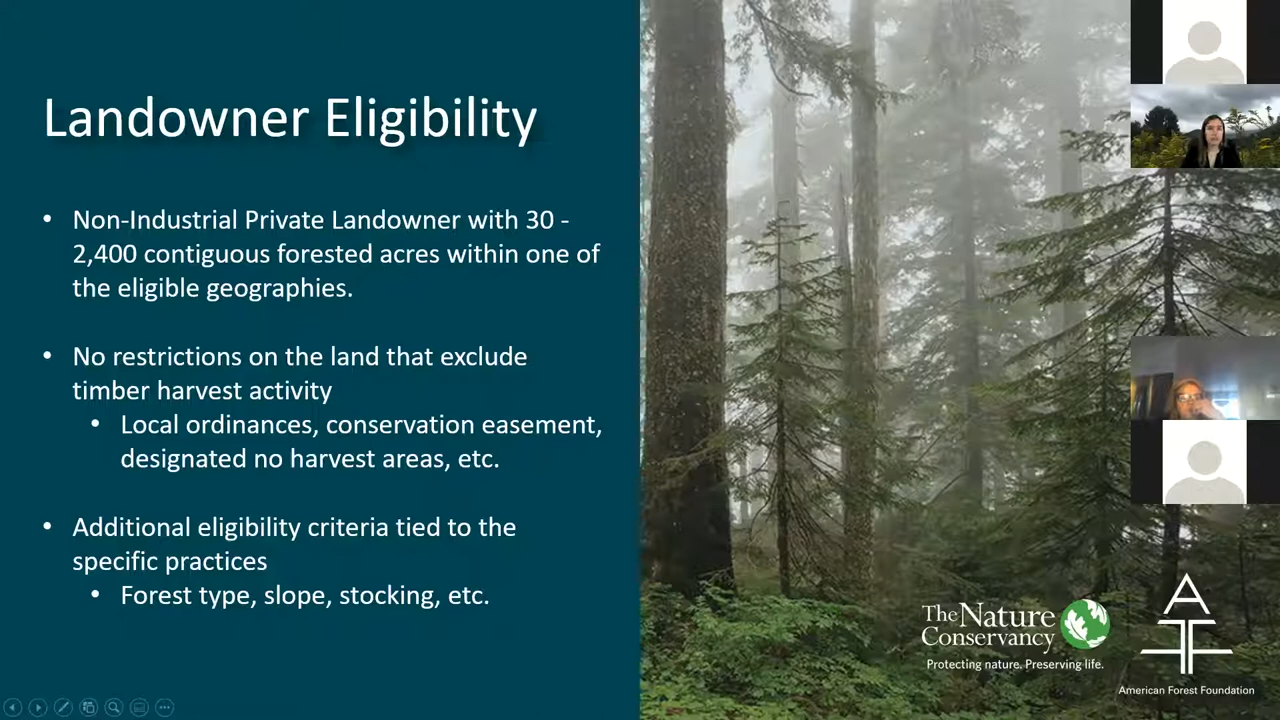 Landowner Eligibility
• Non-Industrial Private Landowner with 30 -
2,400 contiguous forested acres within one of
the eligible geographies.
• No restrictions on the land that exclude
timber harvest activity
• Local ordinances, conservation easement,
designated no harvest areas, etc.
• Additional eligibility criteria tied to the
specific practices
• Forest type, slope, stocking, etc.
The Nature
Conservancy
Protecting nature. Preserving life.
AF
American Forest Foundation